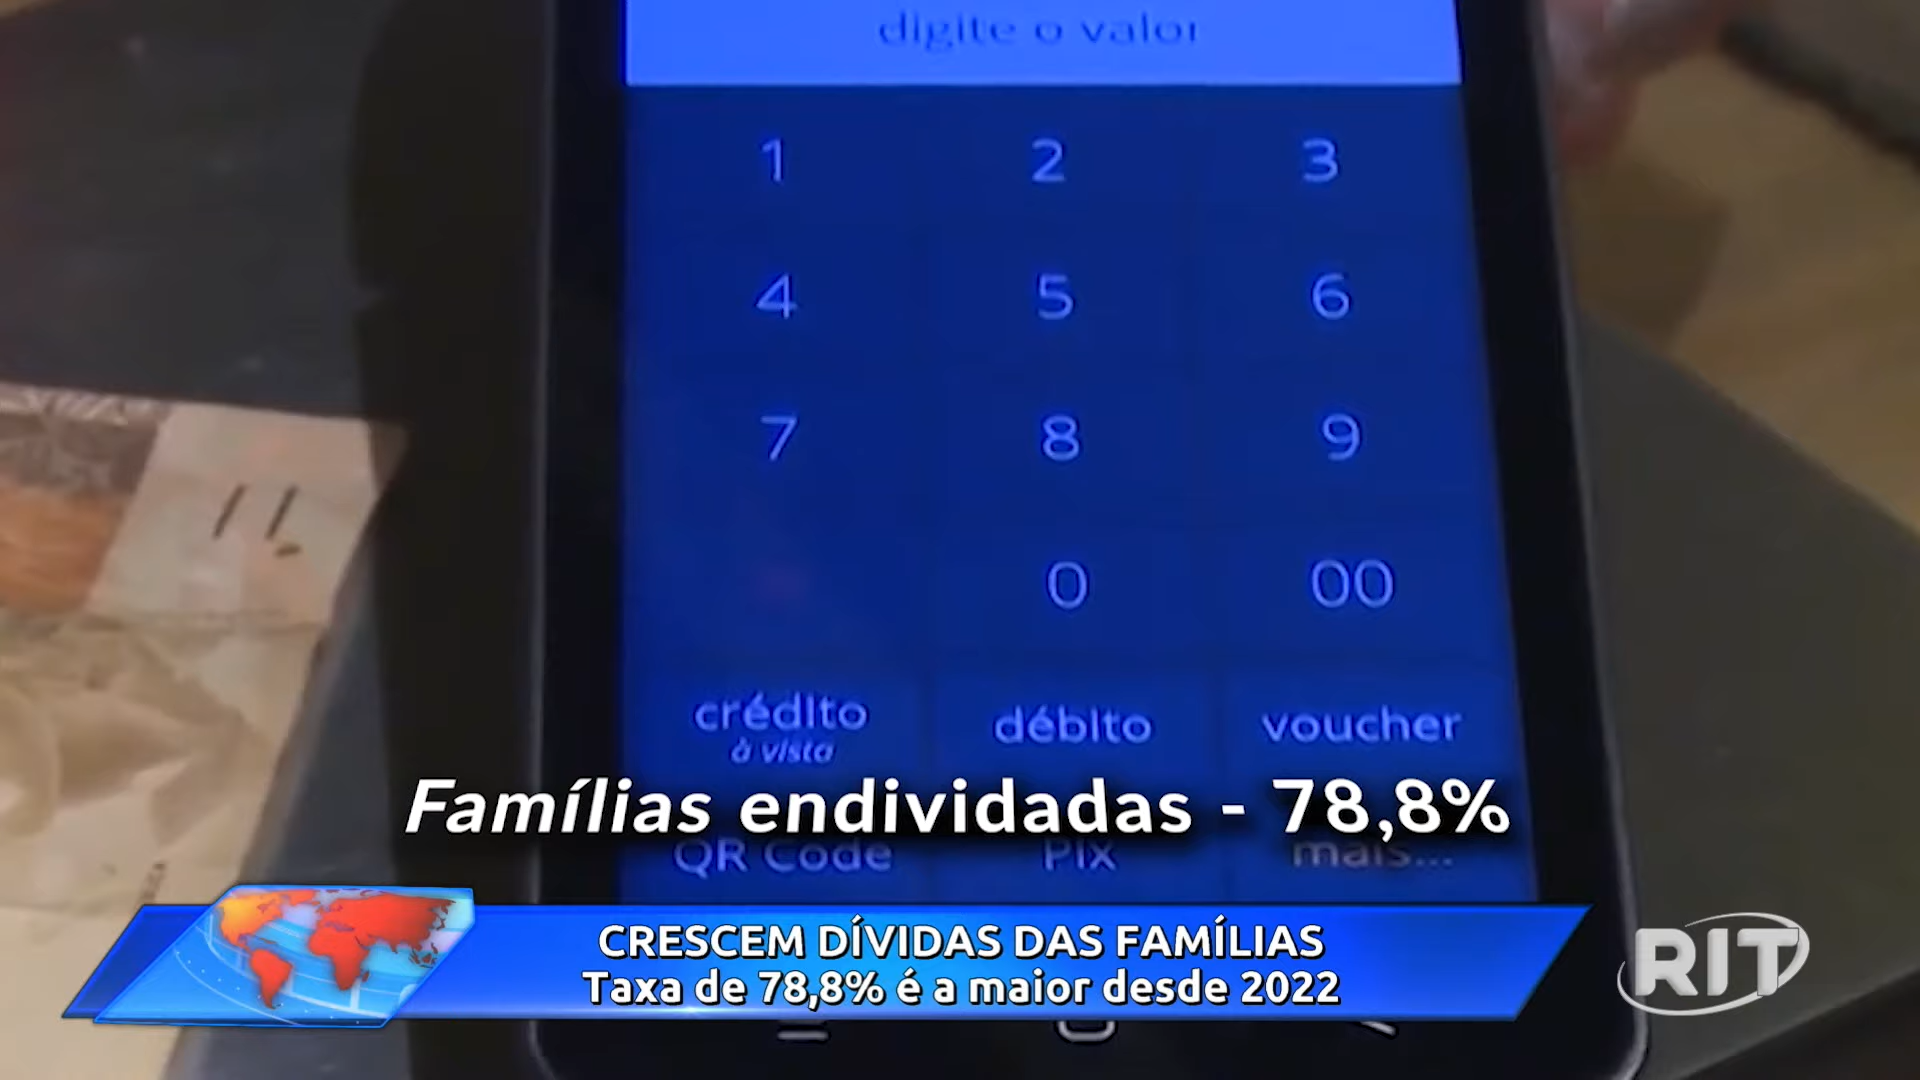 digite o valor
1 2 3
4 5 6
7 8 9
0 00
crédito débito voucher
à vista
Famílias endividadas - 78,8%
QR Code Pix mais...
CRESCEM DÍVIDAS DAS FAMÍLIAS
Taxa de 78,8% é a maior desde 2022
RIT